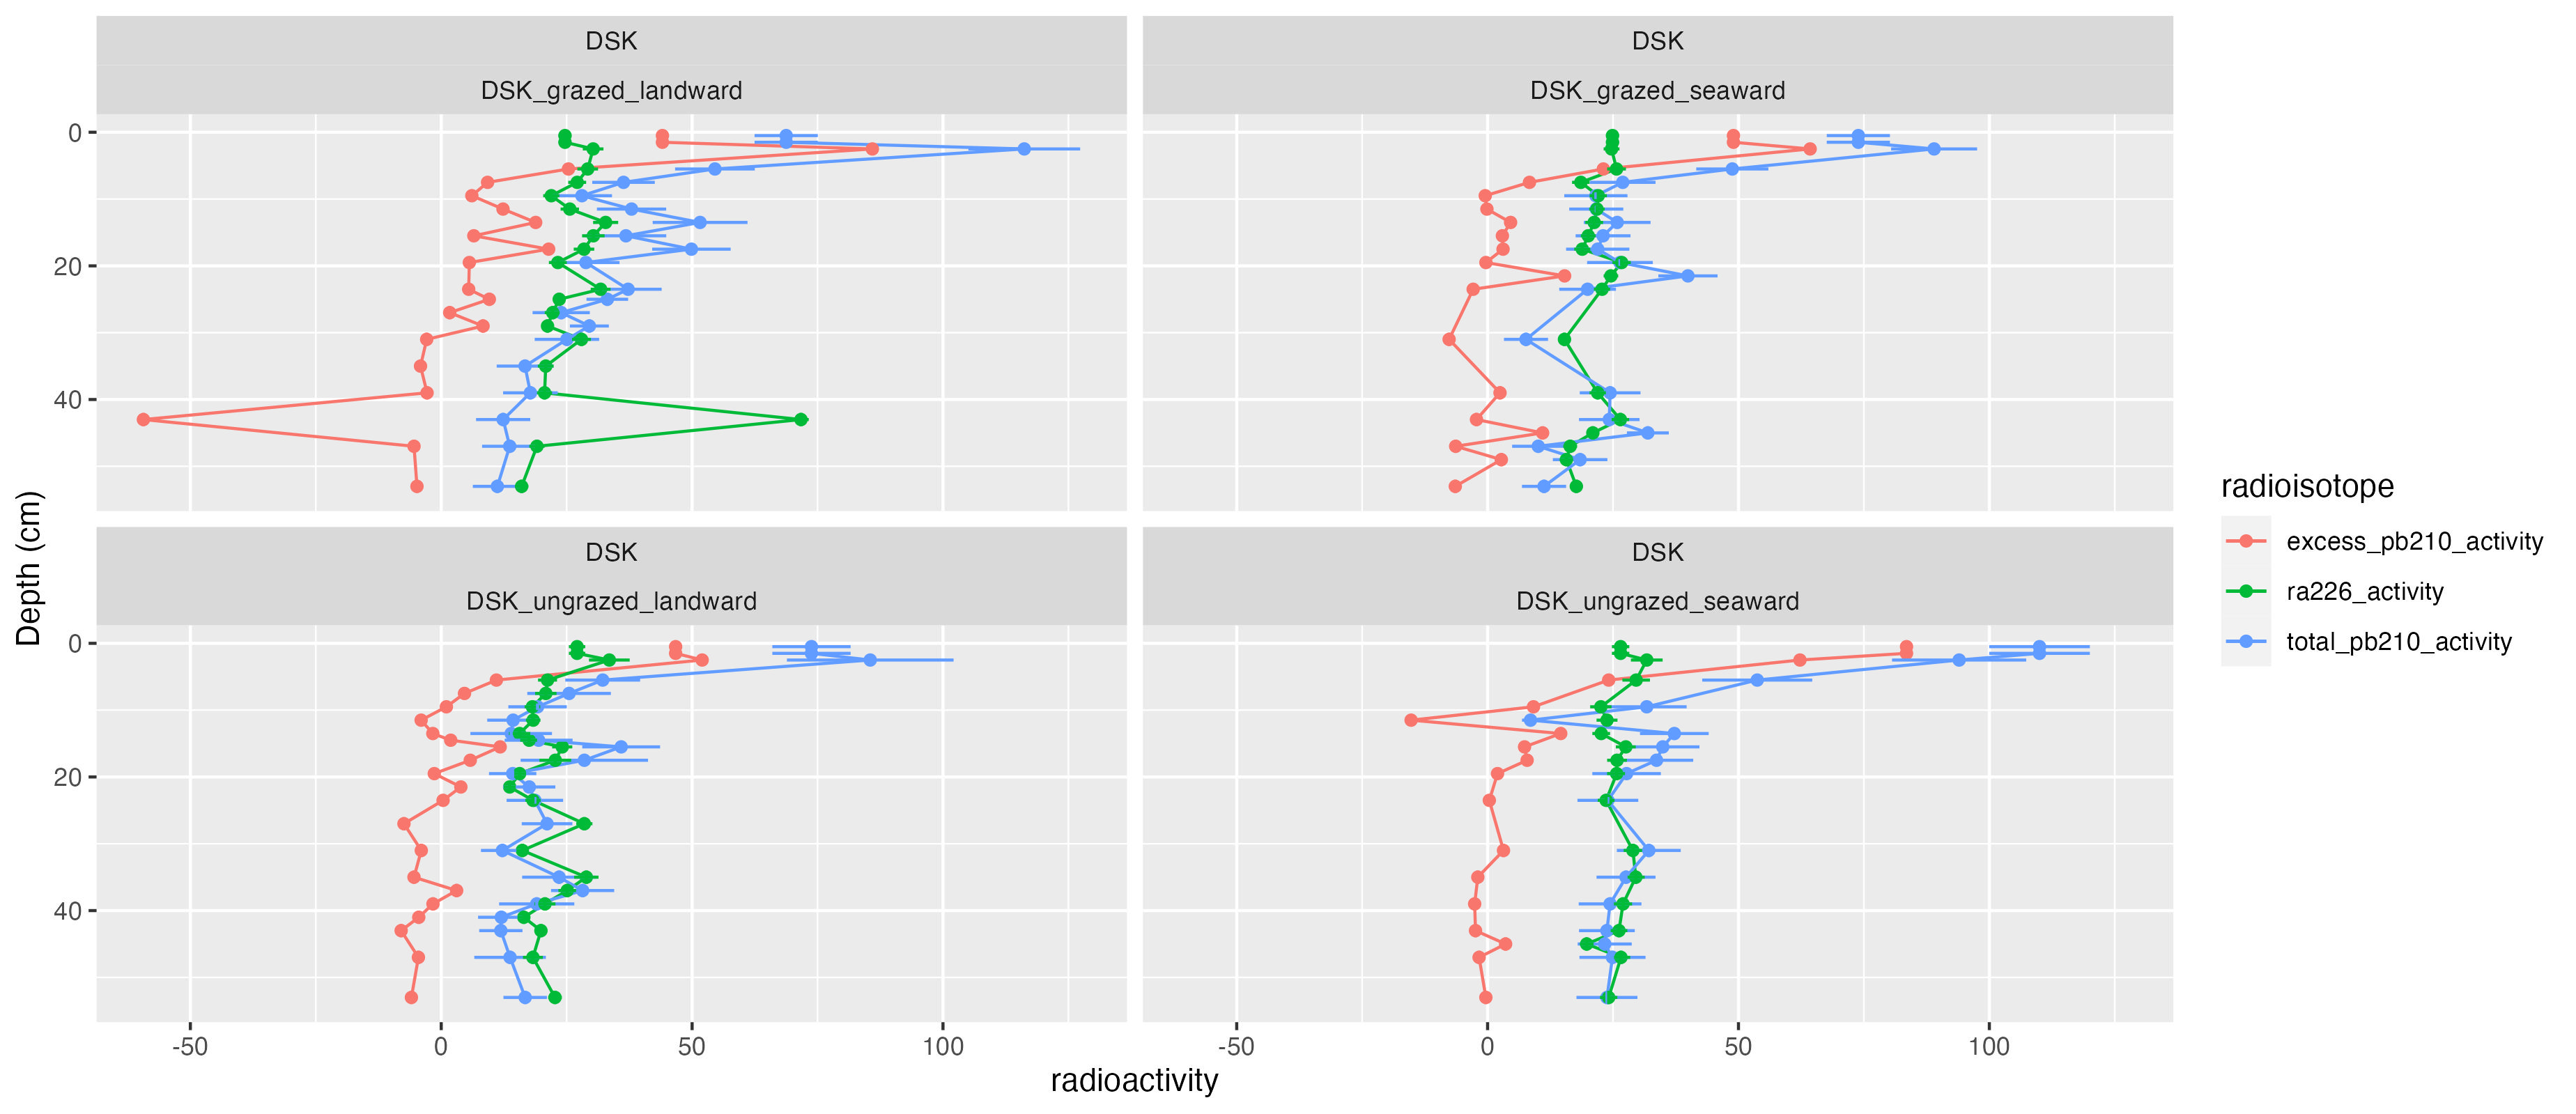 DSK
DSK
DSK_grazed_landward
DSK_grazed_seaward
0
20
40
DSK
DSK
DSK_ungrazed_landward
DSK_ungrazed_seaward
0
20
40
-50
0
50
100
-50
0
50
100
Depth (cm)
radioactivity
radioisotope
excess_pb210_activity
ra226_activity
total_pb210_activity